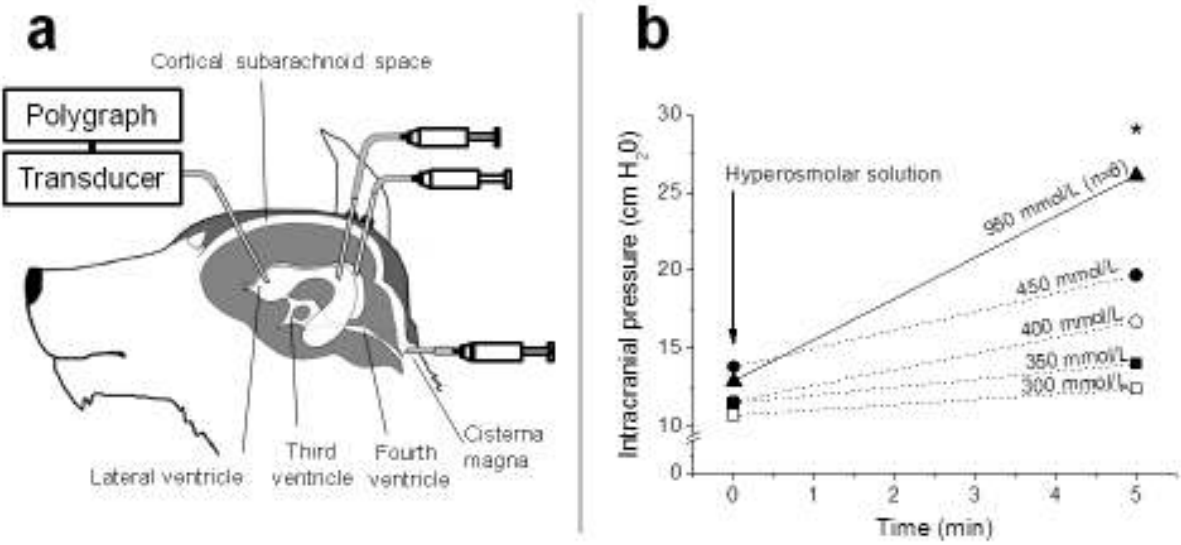 a
Cortical subarachnoid space
Polygraph
Transducer
Lateral ventricle
Third
ventricle
Fourth
ventricle
Cisterna
magna
b
Intracranial pressure (cm H₂0)
30
25
20
15
10
0
Hyperosmolar solution
*
950 mmol/L (n=6)
450 mmol/L
400 mmol/L
350 mmol/L
300 mmol/L
0 1 2 3 4 5
Time (min)